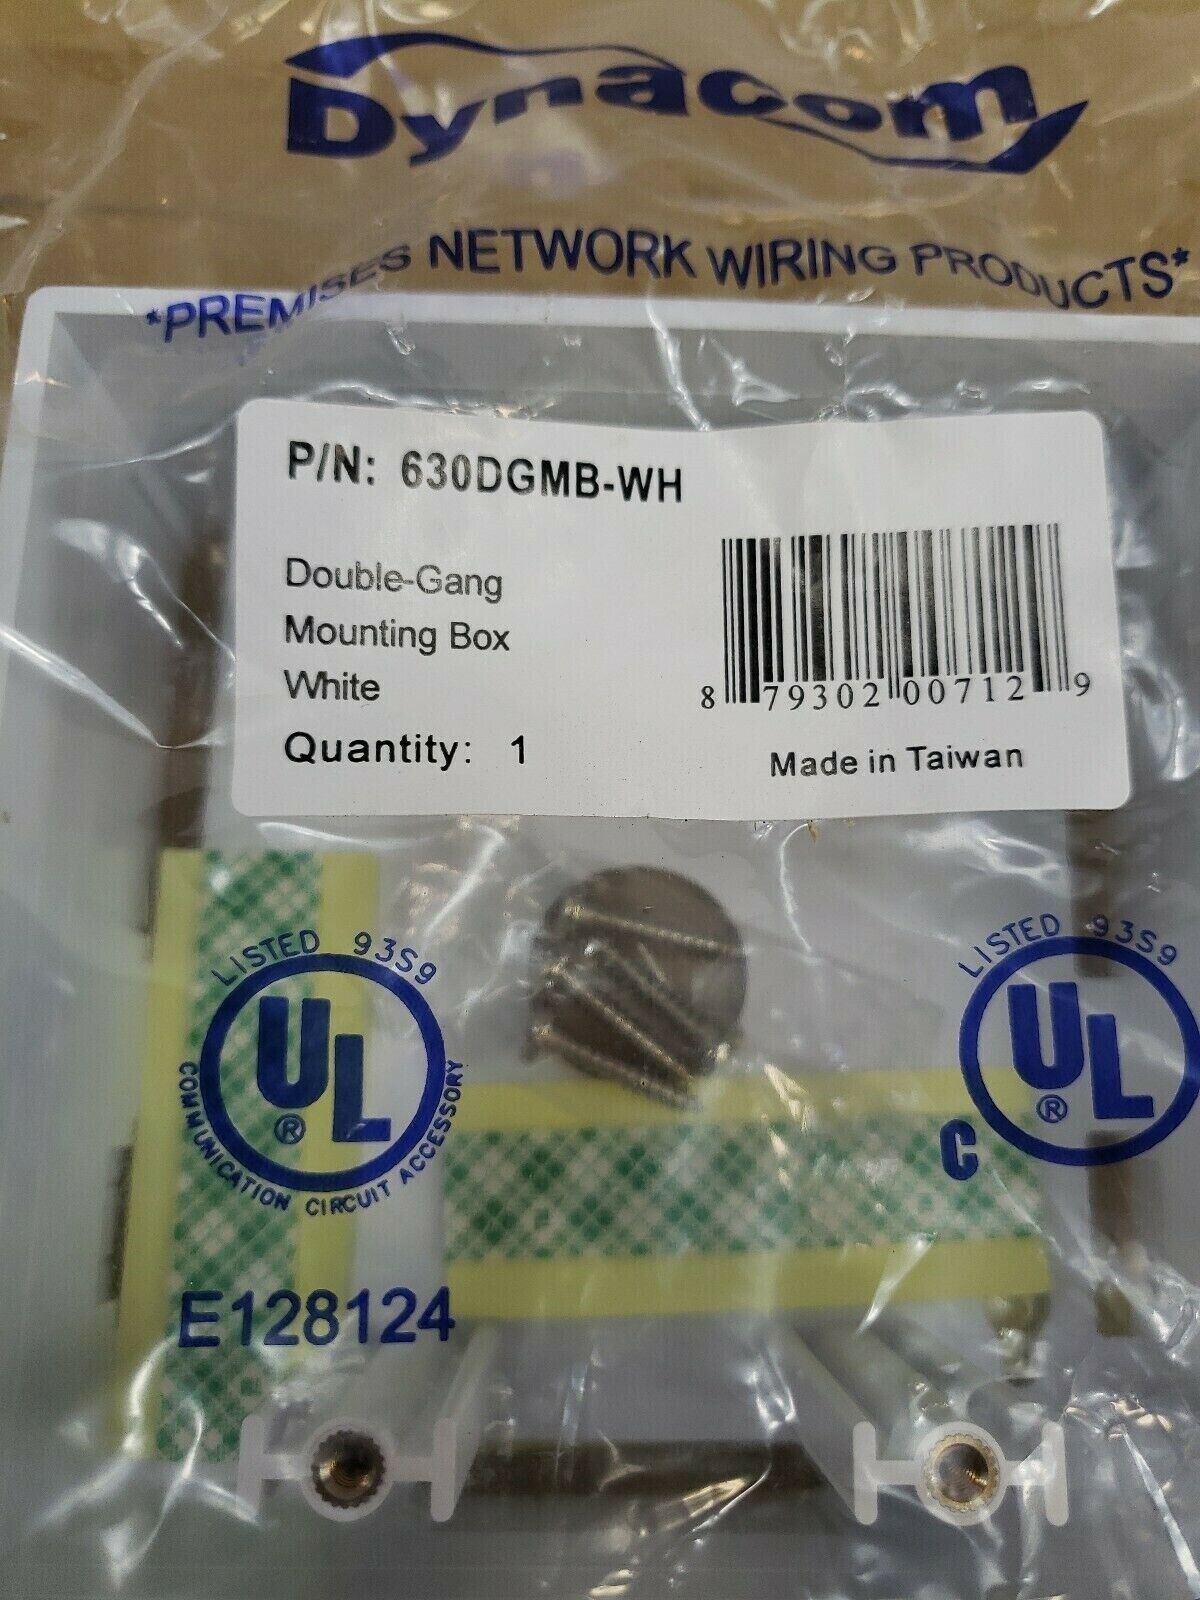 Dynacom
*PREMISES NETWORK WIRING PRODUCTS*
P/N: 630DGMB-WH
Double-Gang
Mounting Box
White
Quantity: 1
8 79302 00712 9
Made in Taiwan
LISTED 93S9
UL ®
COMMUNICATION CIRCUIT ACCESSORY
E128124
LISTED 93S9
C UL ®